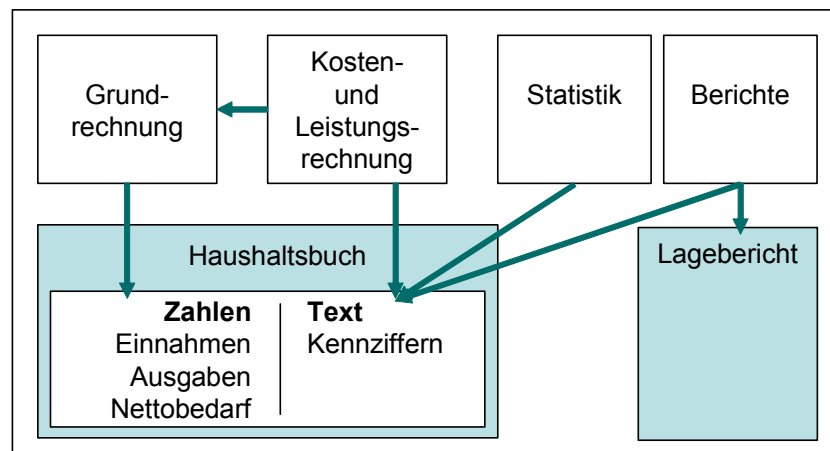 Grund-
rechnung
Kosten-
und
Leistungs-
rechnung
Statistik
Berichte
Haushaltsbuch
Zahlen
Einnahmen
Ausgaben
Nettobedarf
Text
Kennziffern
Lagebericht